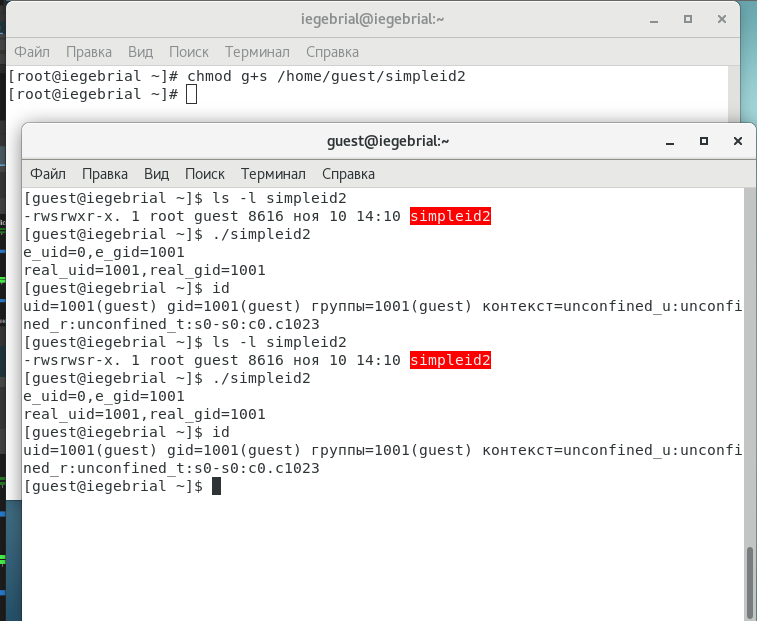 iegebrial@iegebrial:~
Файл Правка Вид Поиск Терминал Справка
[root@iegebrial ~]# chmod g+s /home/guest/simpleid2
[root@iegebrial ~]#
guest@iegebrial:~
Файл Правка Вид Поиск Терминал Справка
[guest@iegebrial ~]$ ls -l simpleid2
-rwsrwxr-x. 1 root guest 8616 ноя 10 14:10 simpleid2
[guest@iegebrial ~]$ ./simpleid2
e_uid=0,e_gid=1001
real_uid=1001,real_gid=1001
[guest@iegebrial ~]$ id
uid=1001(guest) gid=1001(guest) группы=1001(guest) контекст=unconfined_u:unconfi
ned_r:unconfined_t:s0-s0:c0.c1023
[guest@iegebrial ~]$ ls -l simpleid2
-rwsrwsr-x. 1 root guest 8616 ноя 10 14:10 simpleid2
[guest@iegebrial ~]$ ./simpleid2
e_uid=0,e_gid=1001
real_uid=1001,real_gid=1001
[guest@iegebrial ~]$ id
uid=1001(guest) gid=1001(guest) группы=1001(guest) контекст=unconfined_u:unconfi
ned_r:unconfined_t:s0-s0:c0.c1023
[guest@iegebrial ~]$